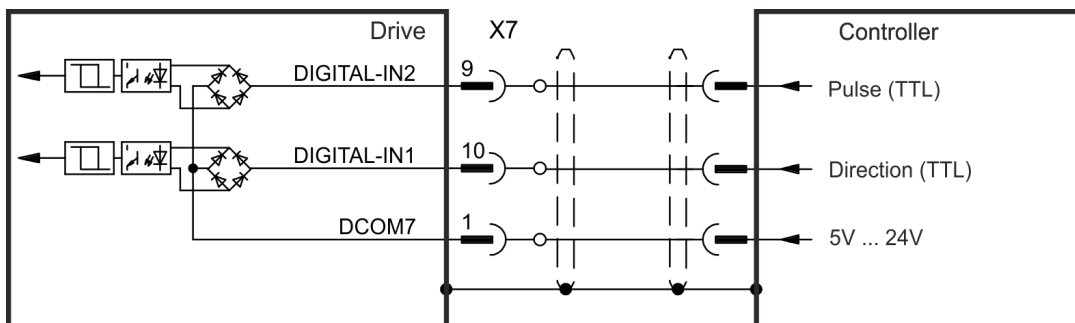 Drive X7 Controller
DIGITAL-IN2 9 Pulse (TTL)
DIGITAL-IN1 10 Direction (TTL)
DCOM7 1 5V ... 24V